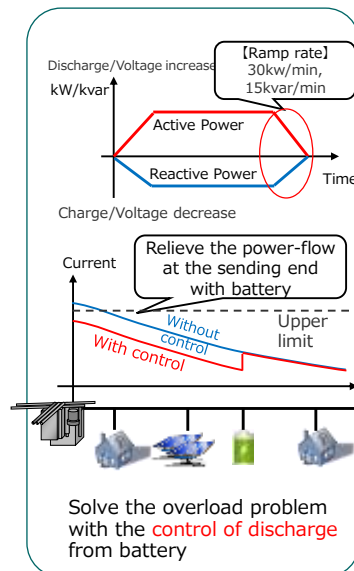 【Ramp rate】
30kw/min,
15kvar/min
Discharge/Voltage increase
kW/kvar
Active Power
Time
Reactive Power
Charge/Voltage decrease
Relieve the power-flow
at the sending end
with battery
Current
Upper
limit
Without
control
With control
Solve the overload problem
with the control of discharge
from battery